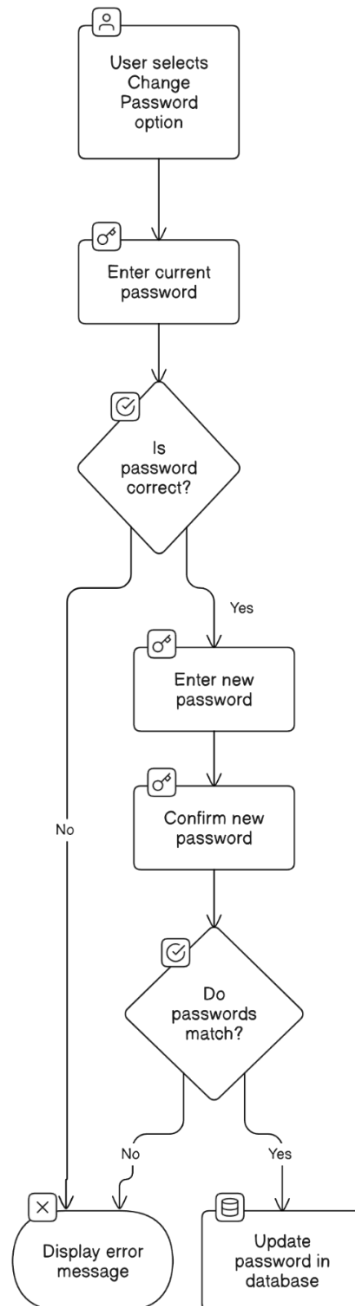 User selects
Change
Password
option
Enter current
password
Is
password
correct?
Yes
Enter new
password
No
Confirm new
password
Do
passwords
match?
No
Yes
Display error
message
Update
password in
database